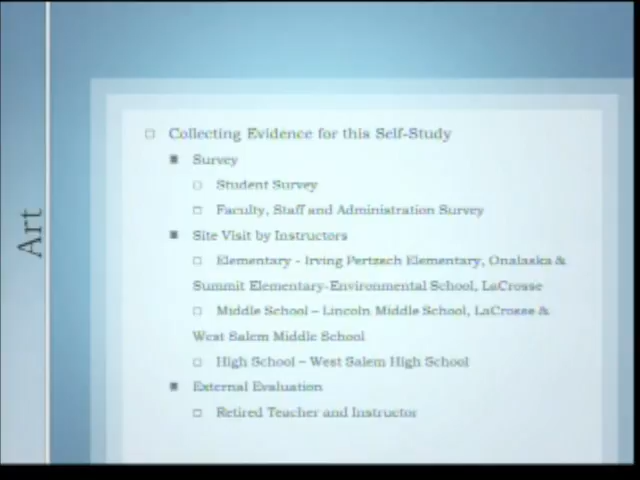 Art
Collecting Evidence for this Self-Study
Survey
Student Survey
Faculty, Staff and Administration Survey
Site Visit by Instructors
Elementary - Irving Pertzsch Elementary, Onalaska &
Summit Elementary-Environmental School, LaCrosse
Middle School – Lincoln Middle School, LaCrosse &
West Salem Middle School
High School – West Salem High School
External Evaluation
Retired Teacher and Instructor